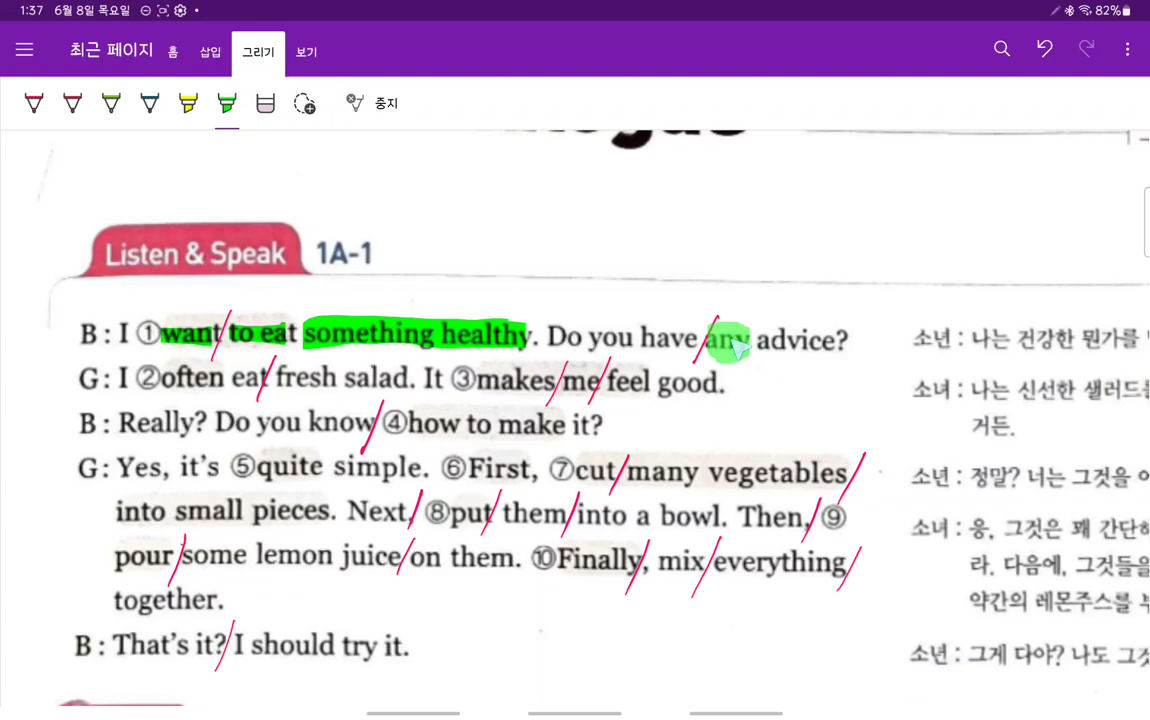 1:37 6월 8일 목요일 82%
최근 페이지 홈 삽입 그리기 보기
중지
Listen & Speak 1A-1
B : I ①want to eat something healthy. Do you have any advice?
소년 : 나는 건강한 뭔가를
G : I ②often eat fresh salad. It ③makes me feel good.
소녀 : 나는 신선한 샐러드를
거든.
B : Really? Do you know ④how to make it?
G : Yes, it's ⑤quite simple. ⑥First, ⑦cut many vegetables
소년 : 정말? 너는 그것을
into small pieces. Next, ⑧put them into a bowl. Then, ⑨
소녀 : 응, 그것은 꽤 간단
pour some lemon juice on them. ⑩Finally, mix everything
라. 다음에, 그것들을
together.
약간의 레몬주스를
B : That's it? I should try it.
소년 : 그게 다야? 나도